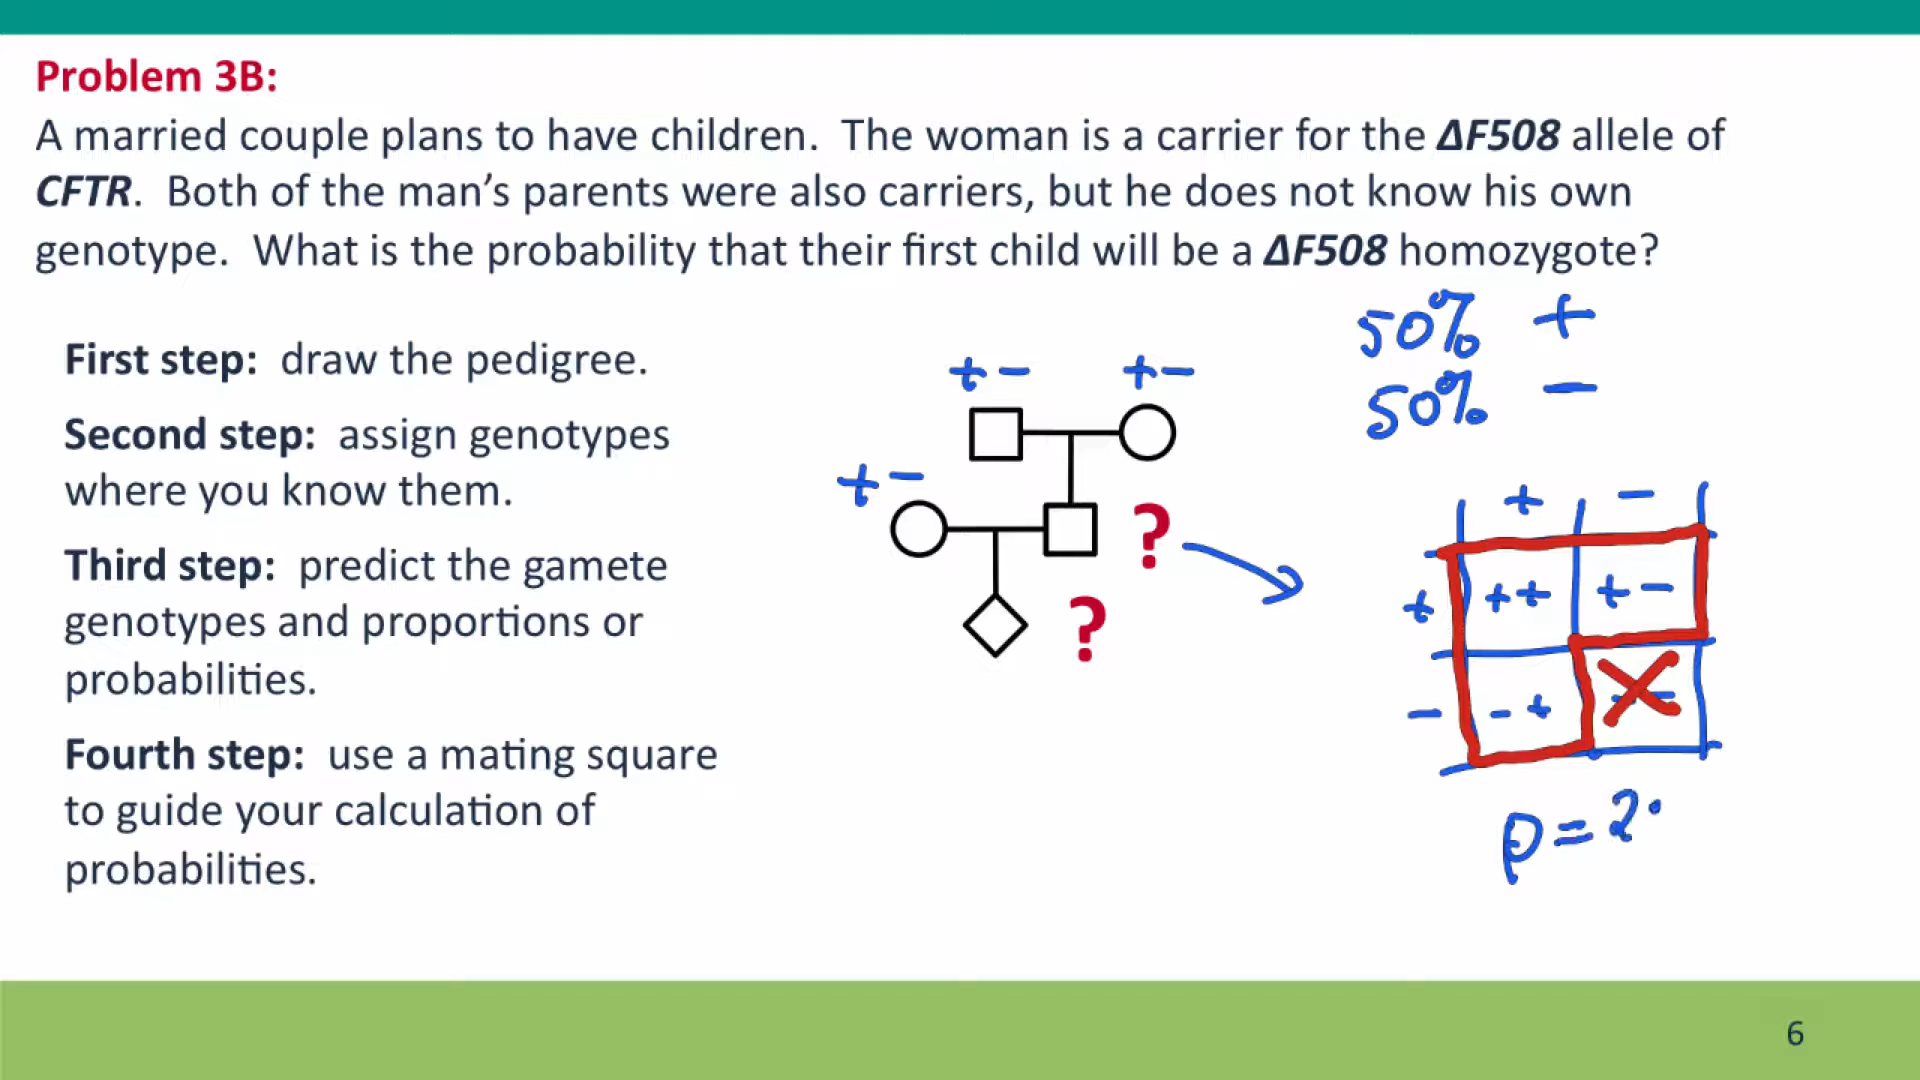 Problem 3B:
A married couple plans to have children.  The woman is a carrier for the ΔF508 allele of
CFTR.  Both of the man’s parents were also carriers, but he does not know his own
genotype.  What is the probability that their first child will be a ΔF508 homozygote?
First step:  draw the pedigree.
Second step:  assign genotypes
where you know them.
Third step:  predict the gamete
genotypes and proportions or
probabilities.
Fourth step:  use a mating square
to guide your calculation of
probabilities.
+ -
+ -
+ -
?
?
50% +
50% -
+ -
+ ++ +-
- -+
p = 2
6